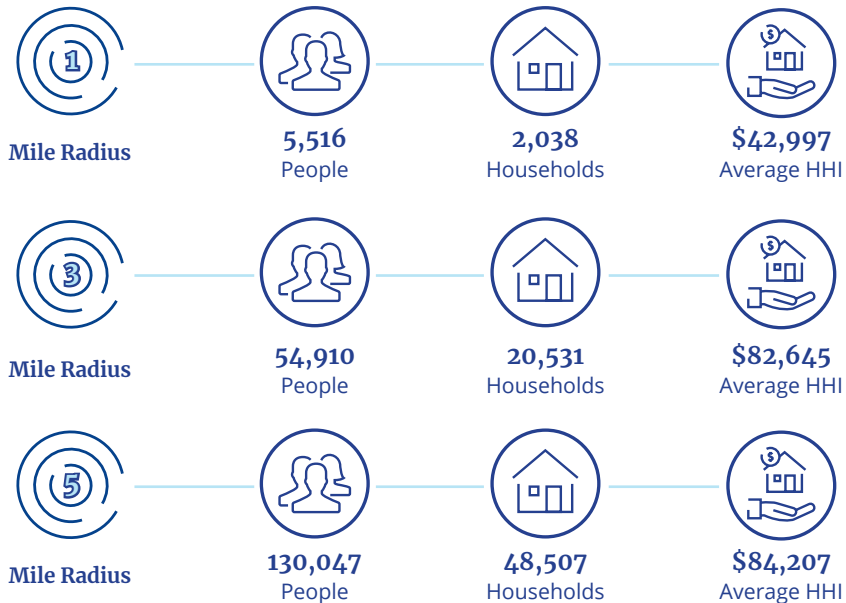 1
Mile Radius
5,516
People
2,038
Households
$
$42,997
Average HHI
3
Mile Radius
54,910
People
20,531
Households
$
$82,645
Average HHI
5
Mile Radius
130,047
People
48,507
Households
$
$84,207
Average HHI